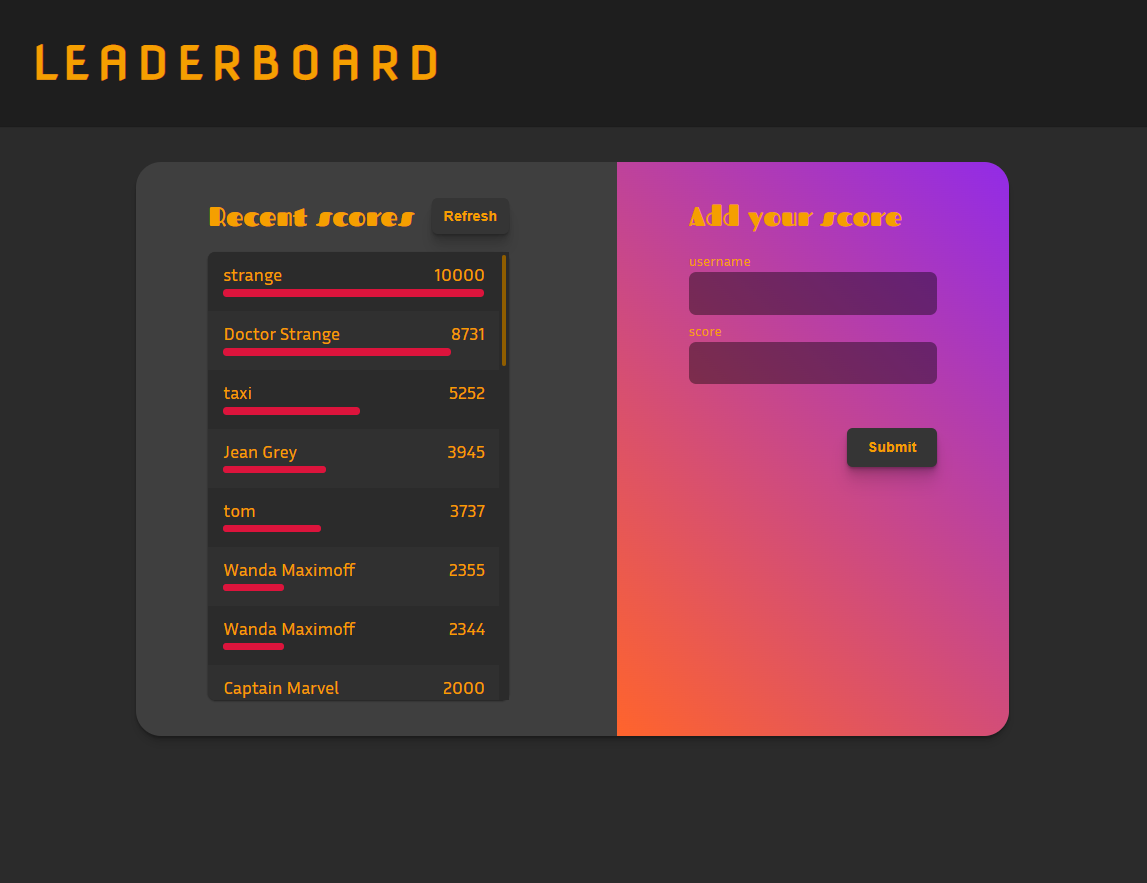 LEADERBOARD
Recent scores
Refresh
strange 10000
Doctor Strange 8731
taxi 5252
Jean Grey 3945
tom 3737
Wanda Maximoff 2355
Wanda Maximoff 2344
Captain Marvel 2000
Add your score
username
score
Submit